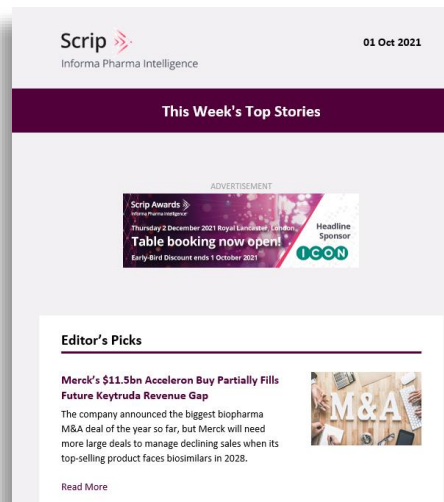 Scrip
01 Oct 2021
Informa Pharma Intelligence
This Week's Top Stories
ADVERTISEMENT
Scrip Awards
Informa Pharma Intelligence
Thursday 2 December 2021 Royal Lancaster, London
Table booking now open!
Early-Bird Discount ends 1 October 2021
Headline
Sponsor
ICON
Editor's Picks
Merck's $11.5bn Acceleron Buy Partially Fills
Future Keytruda Revenue Gap
The company announced the biggest biopharma
M&A deal of the year so far, but Merck will need
more large deals to manage declining sales when its
top-selling product faces biosimilars in 2028.
M&A
Read More